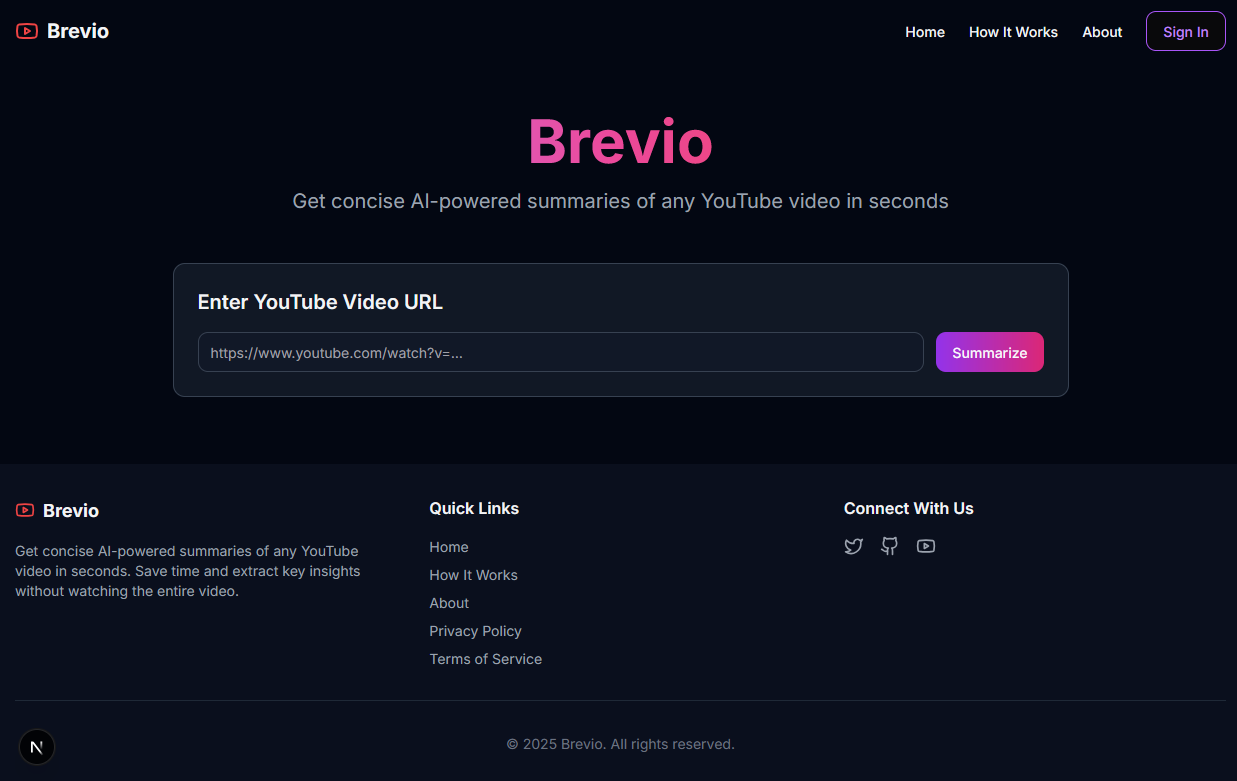 Brevio
Home
How It Works
About
Sign In
Brevio
Get concise AI-powered summaries of any YouTube video in seconds
Enter YouTube Video URL
https://www.youtube.com/watch?v=...
Summarize
Brevio
Get concise AI-powered summaries of any YouTube
video in seconds. Save time and extract key insights
without watching the entire video.
Quick Links
Home
How It Works
About
Privacy Policy
Terms of Service
Connect With Us
N
© 2025 Brevio. All rights reserved.